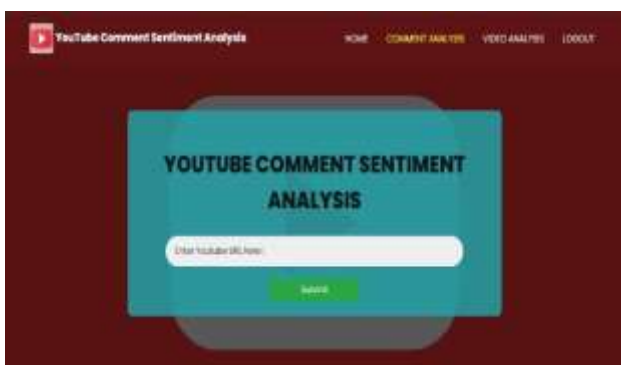 YouTube Comment Sentiment Analysis
HOME COMMENT ANALYSIS VIDEO ANALYSIS LOGOUT
YOUTUBE COMMENT SENTIMENT
ANALYSIS
Enter Youtube URL here
Submit